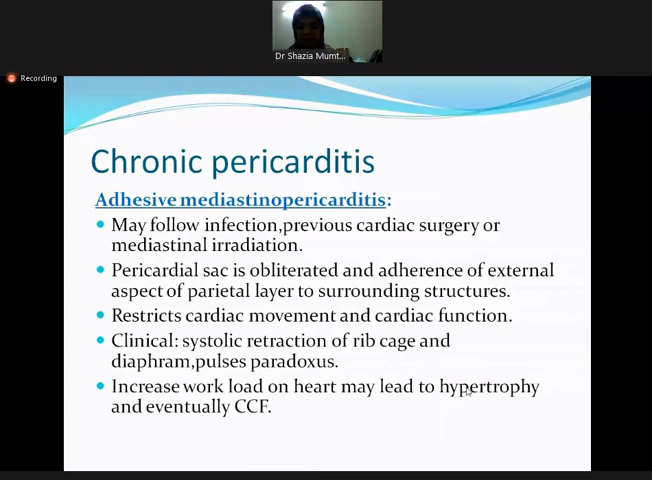 Dr Shazia Mumt...
Recording
Chronic pericarditis
Adhesive mediastinopericarditis:
• May follow infection,previous cardiac surgery or
mediastinal irradiation.
• Pericardial sac is obliterated and adherence of external
aspect of parietal layer to surrounding structures.
• Restricts cardiac movement and cardiac function.
• Clinical: systolic retraction of rib cage and
diaphram,pulses paradoxus.
• Increase work load on heart may lead to hypertrophy
and eventually CCF.